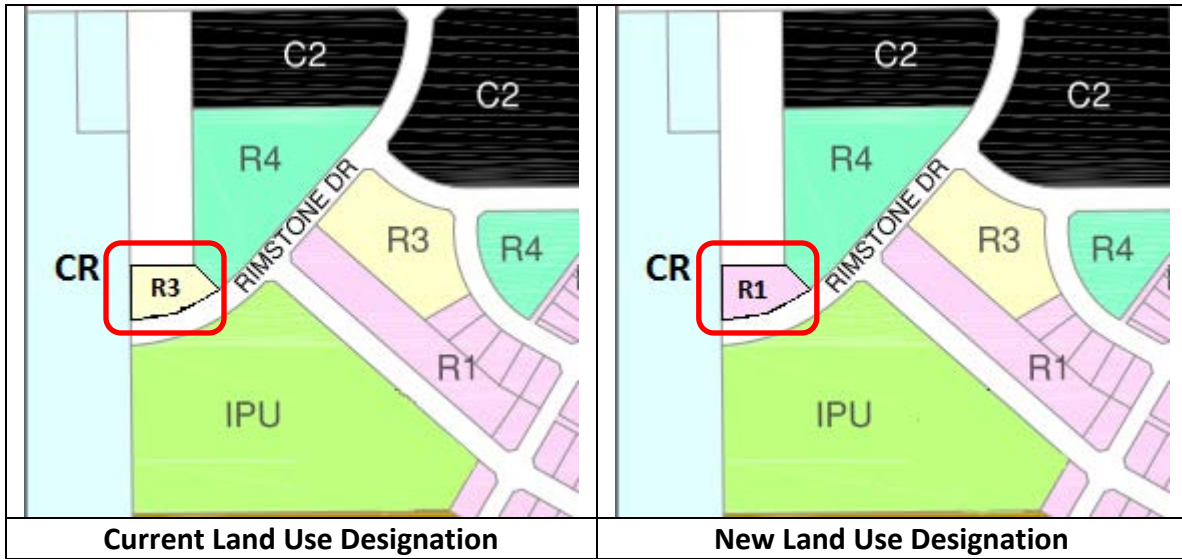 C2
C2
R4
RIMSTONE DR
R3
R4
CR
R3
R1
IPU
Current Land Use Designation
C2
C2
R4
RIMSTONE DR
R3
R4
CR
R1
R1
IPU
New Land Use Designation